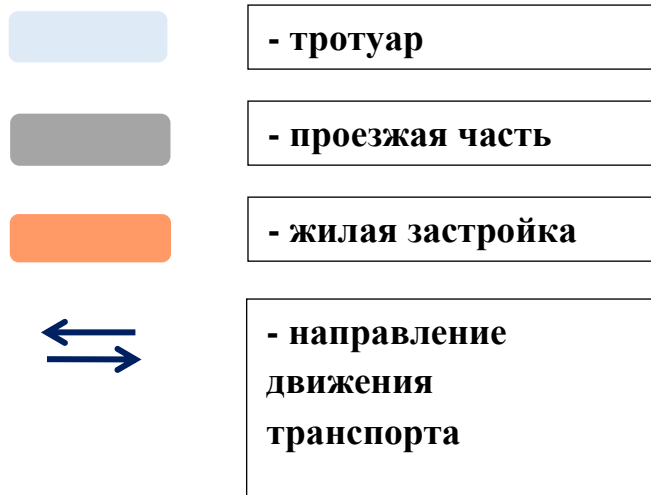 - тротуар
- проезжая часть
- жилая застройка
- направление
движения
транспорта